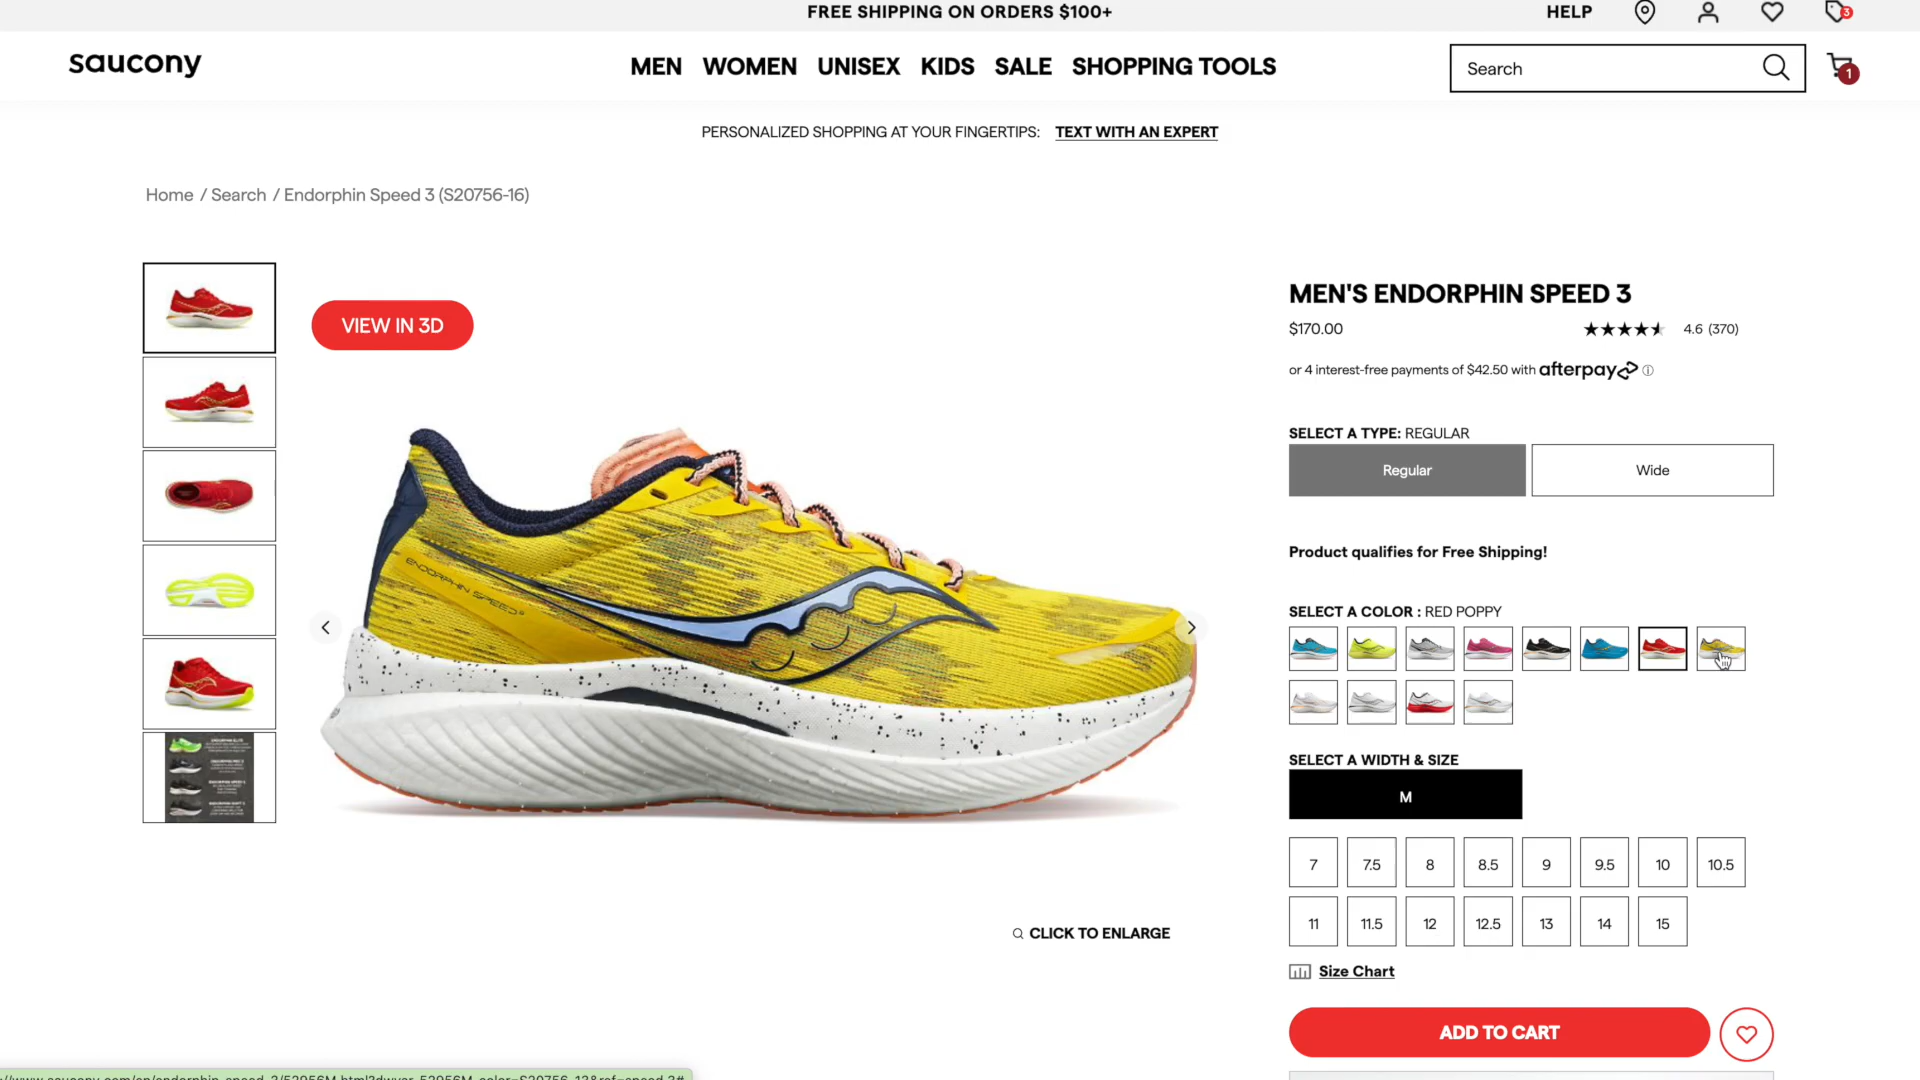 FREE SHIPPING ON ORDERS $100+
HELP
3
saucony
MEN WOMEN UNISEX KIDS SALE SHOPPING TOOLS
Search
1
PERSONALIZED SHOPPING AT YOUR FINGERTIPS: TEXT WITH AN EXPERT
Home / Search / Endorphin Speed 3 (S20756-16)
VIEW IN 3D
ENDORPHIN SPEED
MEN'S ENDORPHIN SPEED 3
$170.00
4.6 (370)
or 4 interest-free payments of $42.50 with afterpay
SELECT A TYPE: REGULAR
Regular
Wide
Product qualifies for Free Shipping!
SELECT A COLOR : RED POPPY
SELECT A WIDTH & SIZE
M
7 7.5 8 8.5 9 9.5 10 10.5
11 11.5 12 12.5 13 14 15
CLICK TO ENLARGE
Size Chart
ADD TO CART